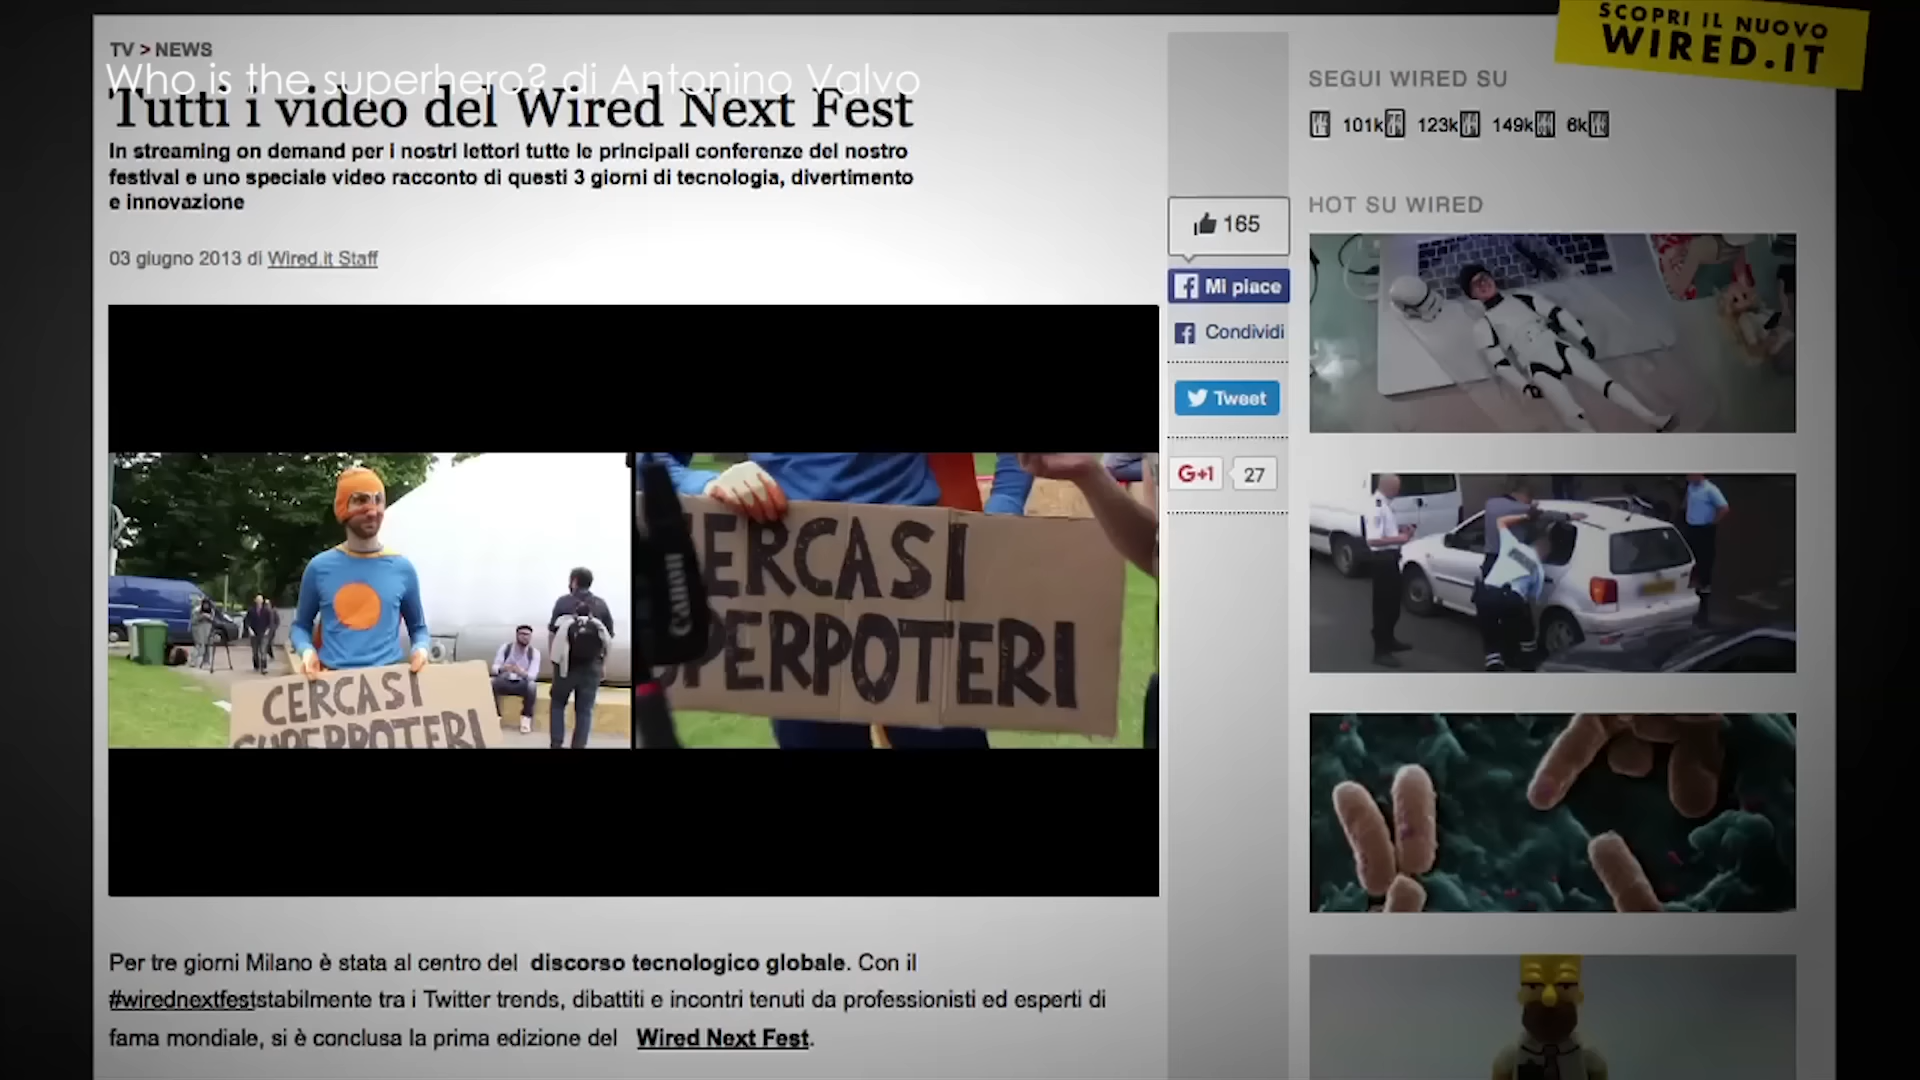 SCOPRI IL NUOVO
WIRED.IT
TV > NEWS
Who is the superhero? di Antonino Valvo
Tutti i video del Wired Next Fest
In streaming on demand per i nostri lettori tutte le principali conferenze del nostro
festival e uno speciale video racconto di questi 3 giorni di tecnologia, divertimento
e innovazione
03 giugno 2013 di Wired.it Staff
CERCASI
SUPERPOTERI
Canon
ERCASI
UPERPOTERI
165
Mi piace
Condividi
Tweet
G+1 27
SEGUI WIRED SU
101k 123k 149k 6k
HOT SU WIRED
Per tre giorni Milano è stata al centro del discorso tecnologico globale. Con il
#wirednextfest stabilmente tra i Twitter trends, dibattiti e incontri tenuti da professionisti ed esperti di
fama mondiale, si è conclusa la prima edizione del Wired Next Fest.